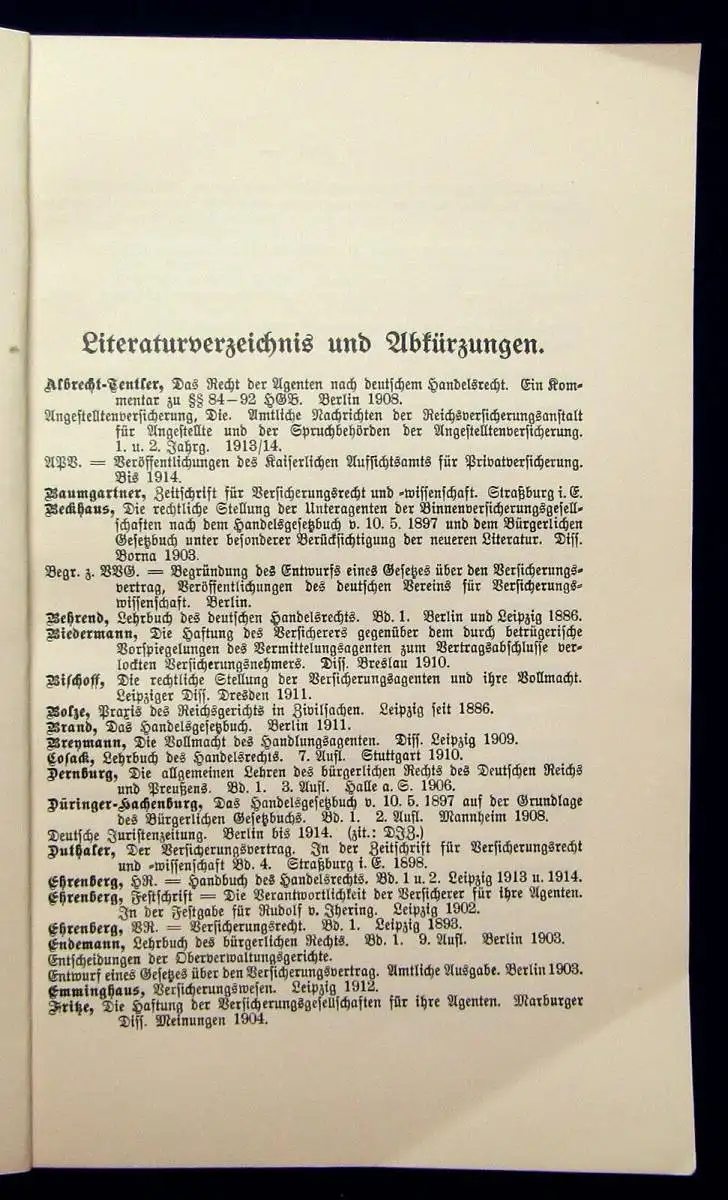 Literaturverzeichnis und Abkürzungen.
Albrecht-Tentler, Das Recht der Agenten nach deutschem Handelsrecht. Ein Kom-
mentar zu §§ 84–92 HGB. Berlin 1908.
Angestelltenversicherung, Die. Amtliche Nachrichten der Reichsversicherungsanstalt
für Angestellte und der Spruchbehörden der Angestelltenversicherung.
1. u. 2. Jahrg. 1913/14.
APV. = Veröffentlichungen des Kaiserlichen Aufsichtsamts für Privatversicherung.
Bis 1914.
Baumgartner, Zeitschrift für Versicherungsrecht und -wissenschaft. Straßburg i. E.
Beckhaus, Die rechtliche Stellung der Unteragenten der Binnenversicherungsgesell-
schaften nach dem Handelsgesetzbuch v. 10. 5. 1897 und dem Bürgerlichen
Gesetzbuch unter besonderer Berücksichtigung der neueren Literatur. Diss.
Borna 1903.
Begr. z. VVG. = Begründung des Entwurfs eines Gesetzes über den Versicherungs-
vertrag, Veröffentlichungen des deutschen Vereins für Versicherungs-
wissenschaft. Berlin.
Behrend, Lehrbuch des deutschen Handelsrechts. Bd. 1. Berlin und Leipzig 1886.
Biedermann, Die Haftung des Versicherers gegenüber dem durch betrügerische
Vorspiegelungen des Vermittelungsagenten zum Vertragsabschlusse ver-
lockten Versicherungsnehmers. Diss. Breslau 1910.
Bischoff, Die rechtliche Stellung der Versicherungsagenten und ihre Vollmacht.
Leipziger Diss. Dresden 1911.
Bolze, Praxis des Reichsgerichts in Zivilsachen. Leipzig seit 1886.
Brand, Das Handelsgesetzbuch. Berlin 1911.
Breymann, Die Vollmacht des Handlungsagenten. Diss. Leipzig 1909.
Cosack, Lehrbuch des Handelsrechts. 7. Aufl. Stuttgart 1910.
Dernburg, Die allgemeinen Lehren des bürgerlichen Rechts des Deutschen Reichs
und Preußens. Bd. 1. 3. Aufl. Halle a. S. 1906.
Düringer-Hachenburg, Das Handelsgesetzbuch v. 10. 5. 1897 auf der Grundlage
des Bürgerlichen Gesetzbuchs. Bd. 1. 2. Aufl. Mannheim 1908.
Deutsche Juristenzeitung. Berlin bis 1914. (zit.: DJZ.)
Duthaler, Der Versicherungsvertrag. In der Zeitschrift für Versicherungsrecht
und -wissenschaft Bd. 4. Straßburg i. E. 1898.
Ehrenberg, HR. = Handbuch des Handelsrechts. Bd. 1 u. 2. Leipzig 1913 u. 1914.
Ehrenberg, Festschrift = Die Verantwortlichkeit der Versicherer für ihre Agenten.
In der Festgabe für Rudolf v. Jhering. Leipzig 1902.
Ehrenberg, VR. = Versicherungsrecht. Bd. 1. Leipzig 1893.
Endemann, Lehrbuch des bürgerlichen Rechts. Bd. 1. 9. Aufl. Berlin 1903.
Entscheidungen der Oberverwaltungsgerichte.
Entwurf eines Gesetzes über den Versicherungsvertrag. Amtliche Ausgabe. Berlin 1903.
Emminghaus, Versicherungswesen. Leipzig 1912.
Fritze, Die Haftung der Versicherungsgesellschaften für ihre Agenten. Marburger
Diss. Meinungen 1904.